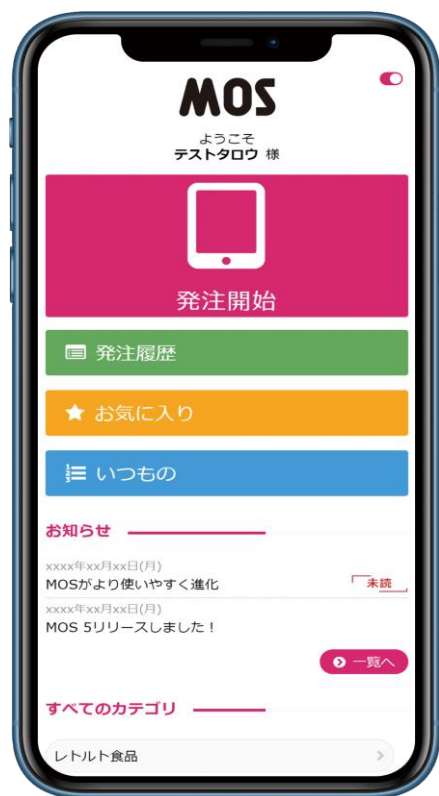 MOS
ようこそ
テストタロウ 様
発注開始
発注履歴
お気に入り
いつもの
お知らせ
xxxx年xx月xx日(月)
MOSがより使いやすく進化
未読
xxxx年xx月xx日(月)
MOS 5リリースしました！
一覧へ
すべてのカテゴリ
レトルト食品